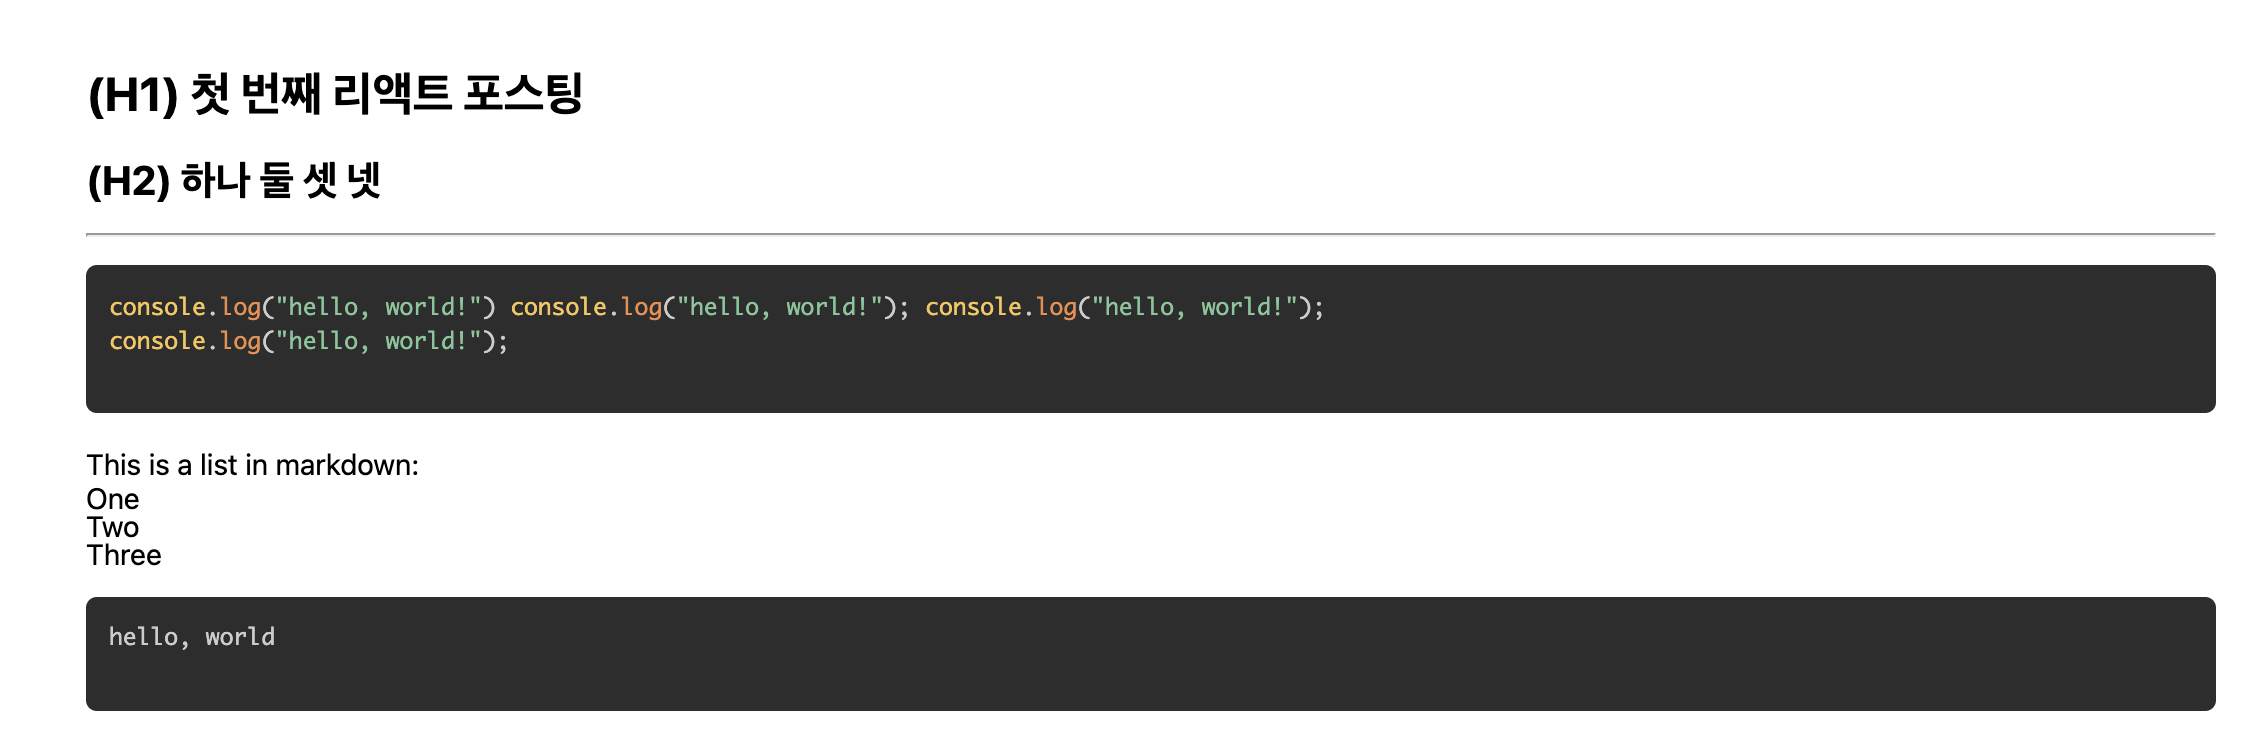 (H1) 첫 번째 리액트 포스팅
(H2) 하나 둘 셋 넷
console.log("hello, world!") console.log("hello, world!"); console.log("hello, world!");
console.log("hello, world!");
This is a list in markdown:
One
Two
Three
hello, world